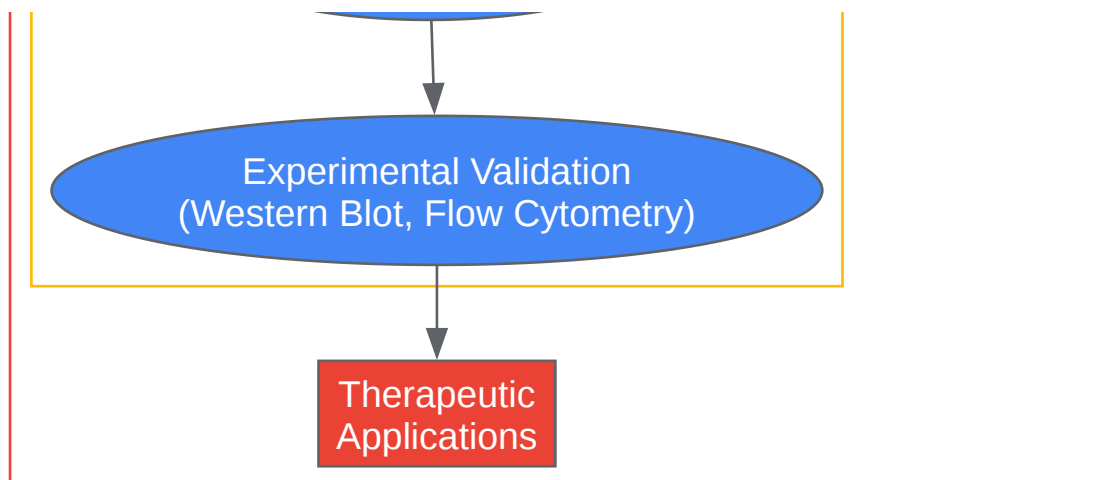 Experimental Validation
(Western Blot, Flow Cytometry)
Therapeutic
Applications